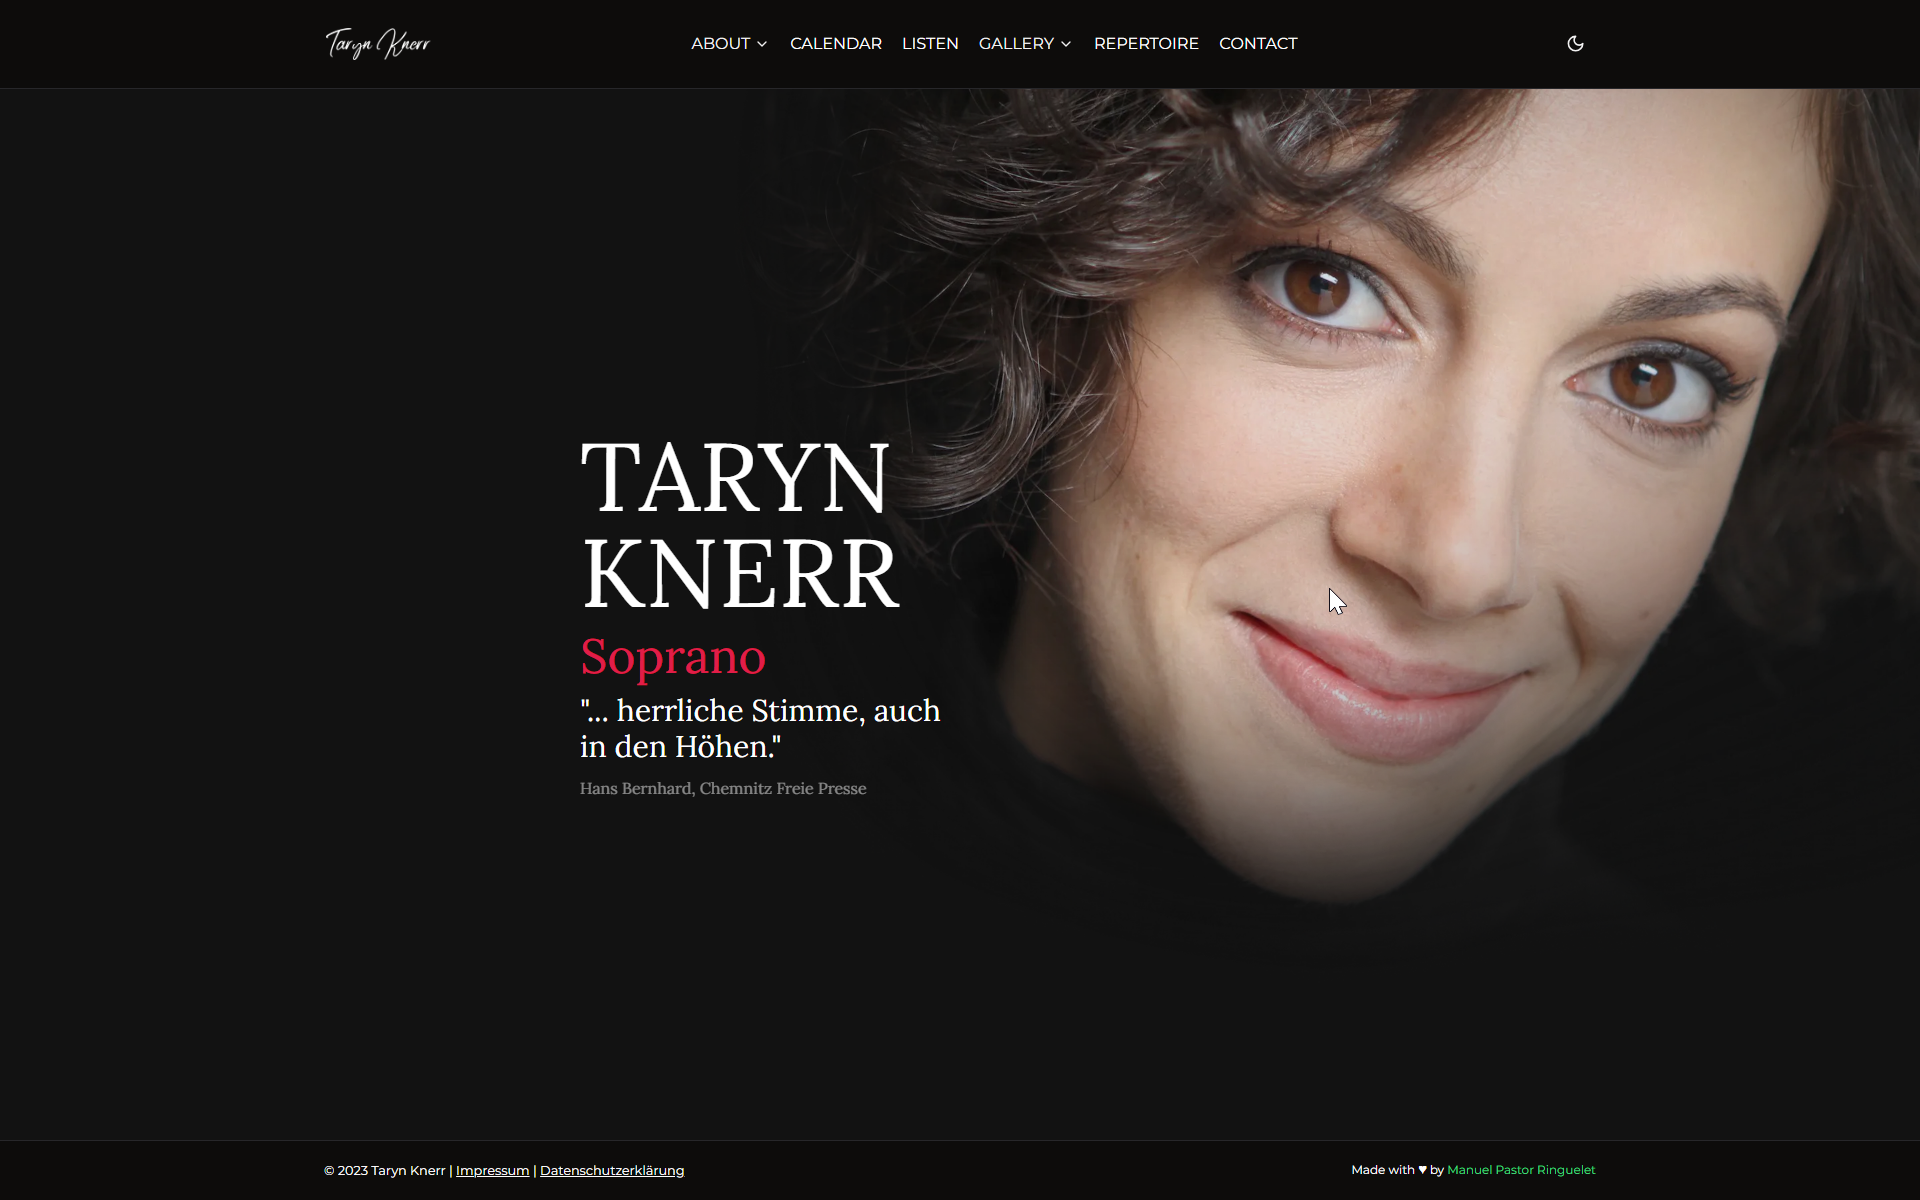 Taryn Knerr
ABOUT CALENDAR LISTEN GALLERY REPERTOIRE CONTACT
TARYN
KNERR
Soprano
"... herrliche Stimme, auch
in den Höhen."
Hans Bernhard, Chemnitz Freie Presse
© 2023 Taryn Knerr | Impressum | Datenschutzerklärung
Made with ♥ by Manuel Pastor Ringuelet